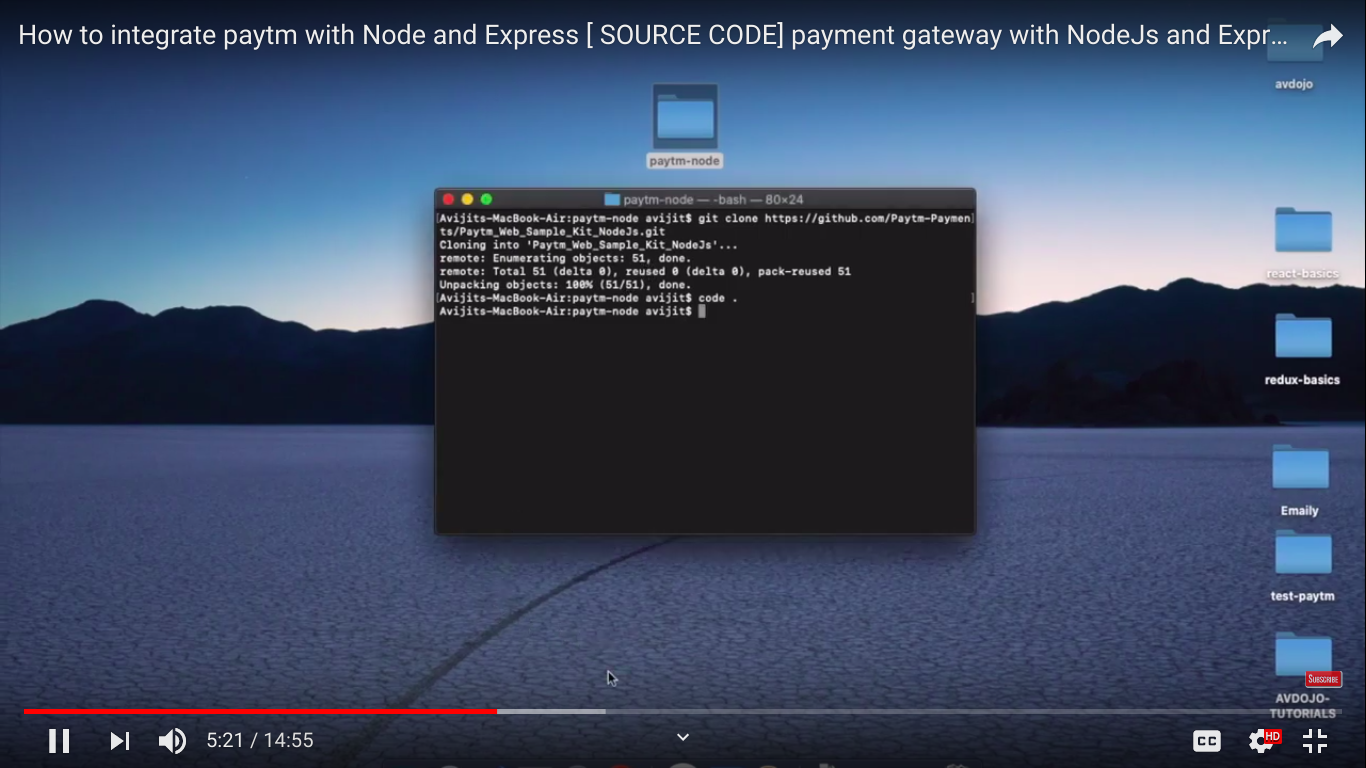 How to integrate paytm with Node and Express [ SOURCE CODE] payment gateway with NodeJs and Expr...
avdojo
paytm-node
paytm-node — -bash — 80×24
[Avijits-MacBook-Air:paytm-node avijit$ git clone https://github.com/Paytm-Paymen]
ts/Paytm_Web_Sample_Kit_NodeJs.git
Cloning into 'Paytm_Web_Sample_Kit_NodeJs'...
remote: Enumerating objects: 51, done.
remote: Total 51 (delta 0), reused 0 (delta 0), pack-reused 51
Unpacking objects: 100% (51/51), done.
[Avijits-MacBook-Air:paytm-node avijit$ code . ]
Avijits-MacBook-Air:paytm-node avijit$
react-basics
redux-basics
Emaily
test-paytm
SUBSCRIBE
AVDOJO-
TUTORIALS
5:21 / 14:55
CC
HD